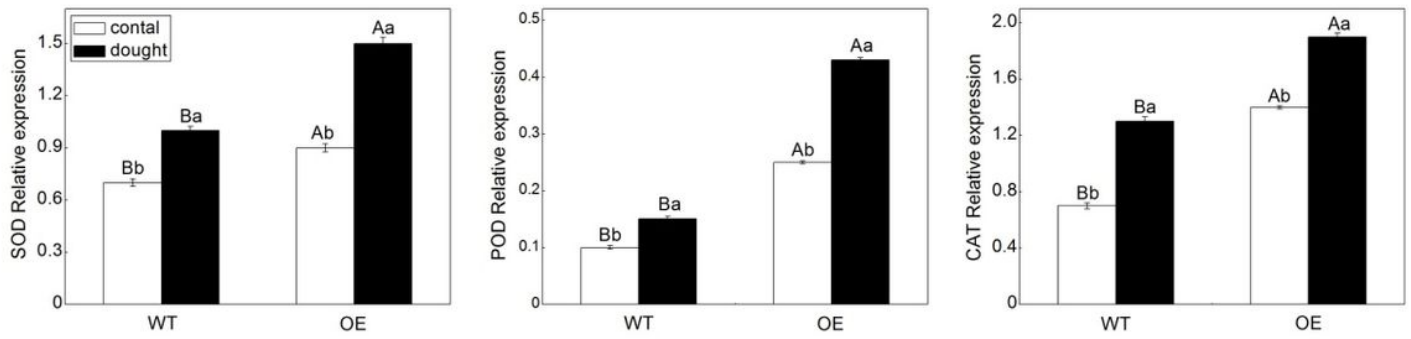 SOD Relative expression
1.5
1.2
0.9
0.6
0.3
0
contal
dought
Bb
Ba
Ab
Aa
WT
OE
POD Relative expression
0.5
0.4
0.3
0.2
0.1
0
Bb
Ba
Ab
Aa
WT
OE
CAT Relative expression
2.0
1.6
1.2
0.8
0.4
0
Bb
Ba
Ab
Aa
WT
OE